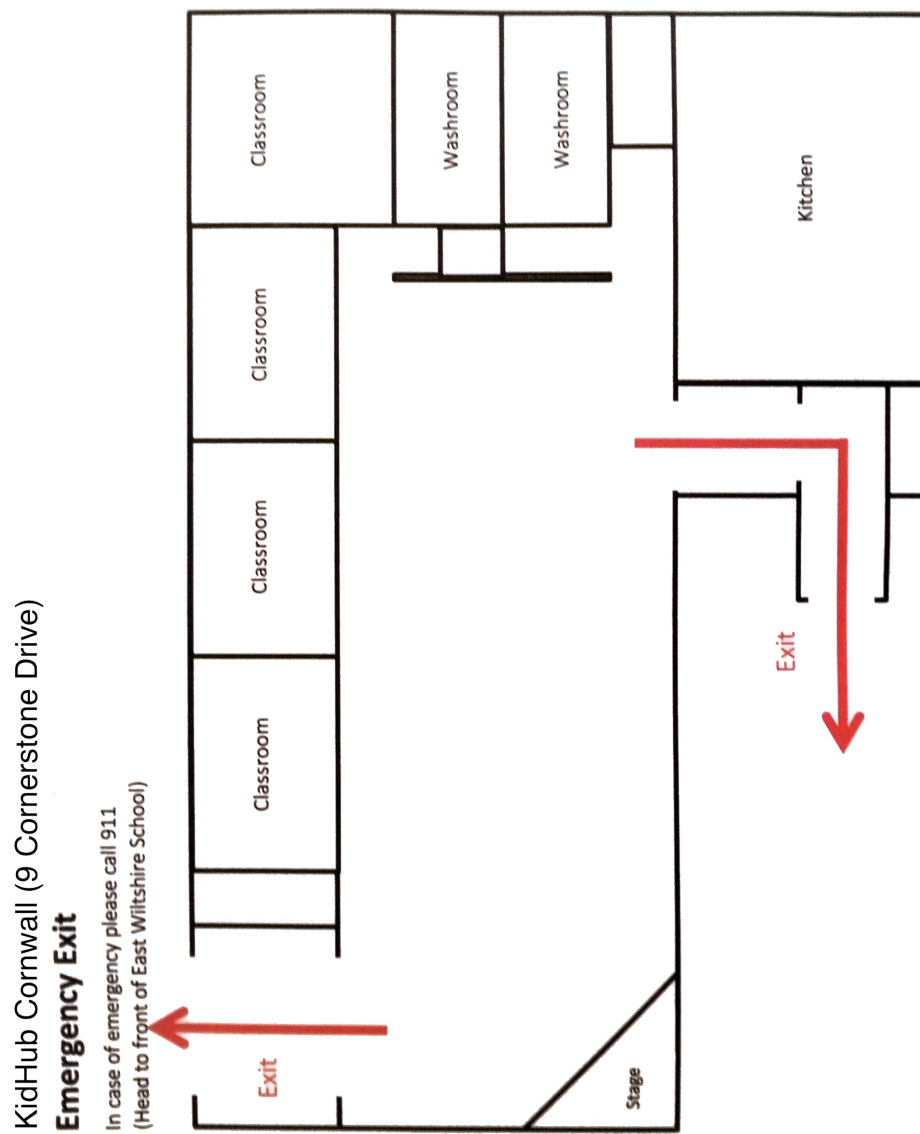 KidHub Cornwall (9 Cornerstone Drive)
Emergency Exit
In case of emergency please call 911
(Head to front of East Wiltshire School)
Exit
Classroom
Classroom
Classroom
Classroom
Washroom
Washroom
Stage
Exit
Kitchen